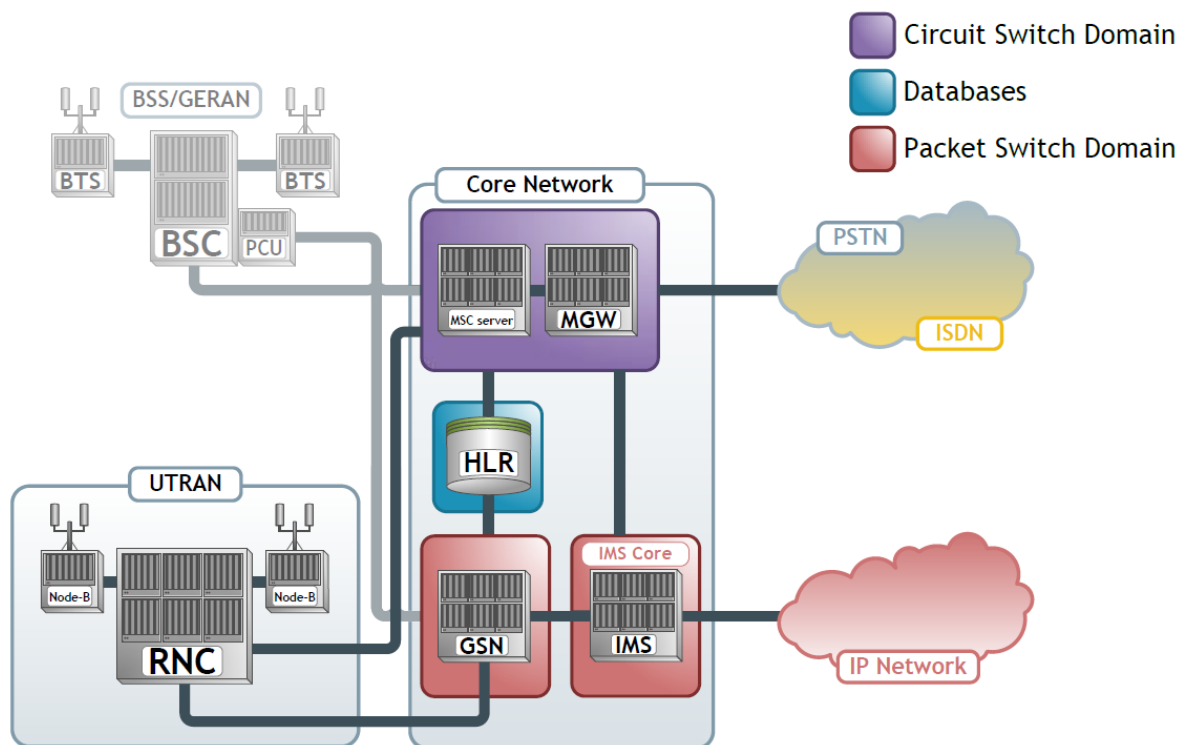 Circuit Switch Domain
Databases
Packet Switch Domain
BSS/GERAN
BTS
BTS
BSC
PCU
Core Network
MSC server
MGW
PSTN
ISDN
HLR
UTRAN
Node-B
Node-B
RNC
IMS Core
GSN
IMS
IP Network